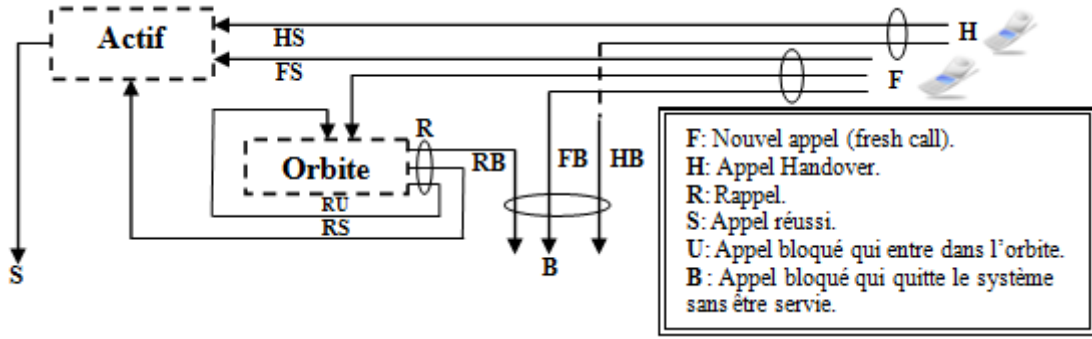 Actif
HS
H
FS
F
R
Orbite
RB
FB
HB
RU
RS
S
B
F: Nouvel appel (fresh call).
H: Appel Handover.
R: Rappel.
S: Appel réussi.
U: Appel bloqué qui entre dans l'orbite.
B : Appel bloqué qui quitte le système
sans être servie.